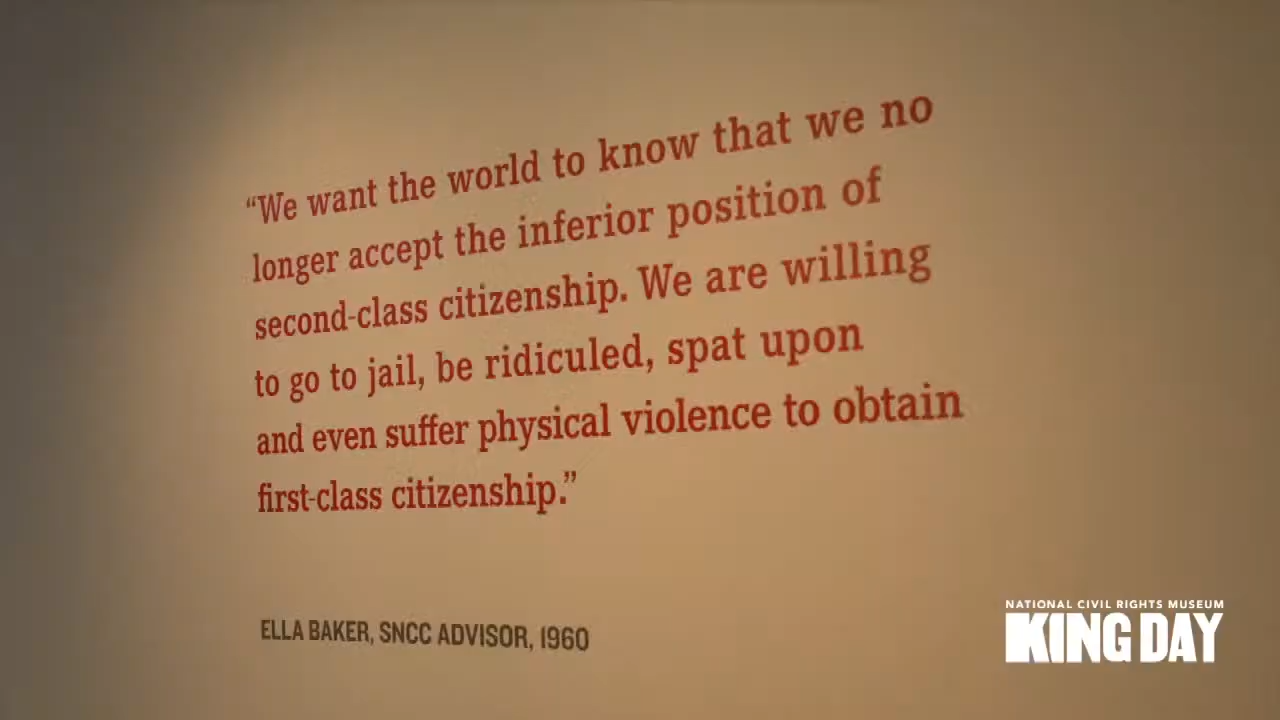 “We want the world to know that we no
longer accept the inferior position of
second-class citizenship. We are willing
to go to jail, be ridiculed, spat upon
and even suffer physical violence to obtain
first-class citizenship.”
ELLA BAKER, SNCC ADVISOR, 1960
NATIONAL CIVIL RIGHTS MUSEUM
KING DAY